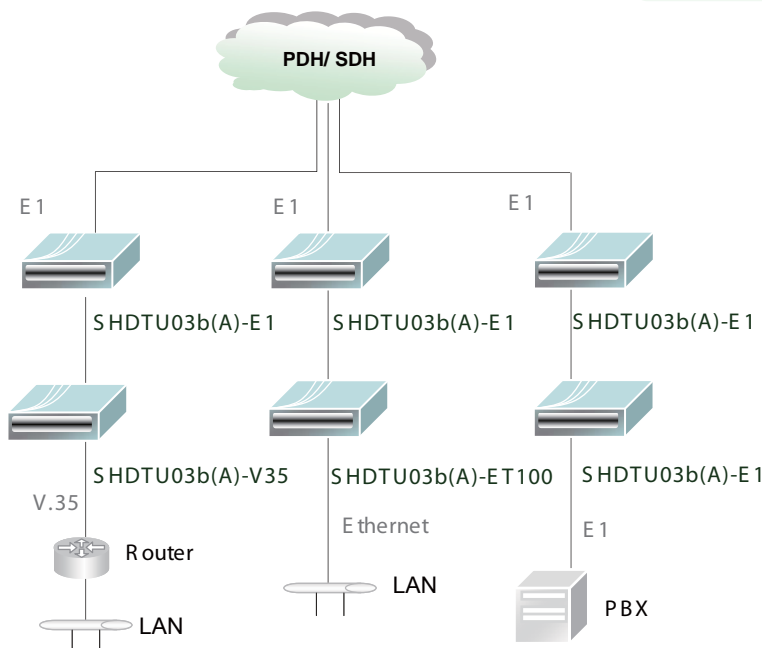 PDH/ SDH
E1
E1
E1
SHDTU03b(A)-E1
SHDTU03b(A)-E1
SHDTU03b(A)-E1
SHDTU03b(A)-V35
SHDTU03b(A)-ET100
SHDTU03b(A)-E1
V.35
Ethernet
E1
Router
LAN
PBX
LAN